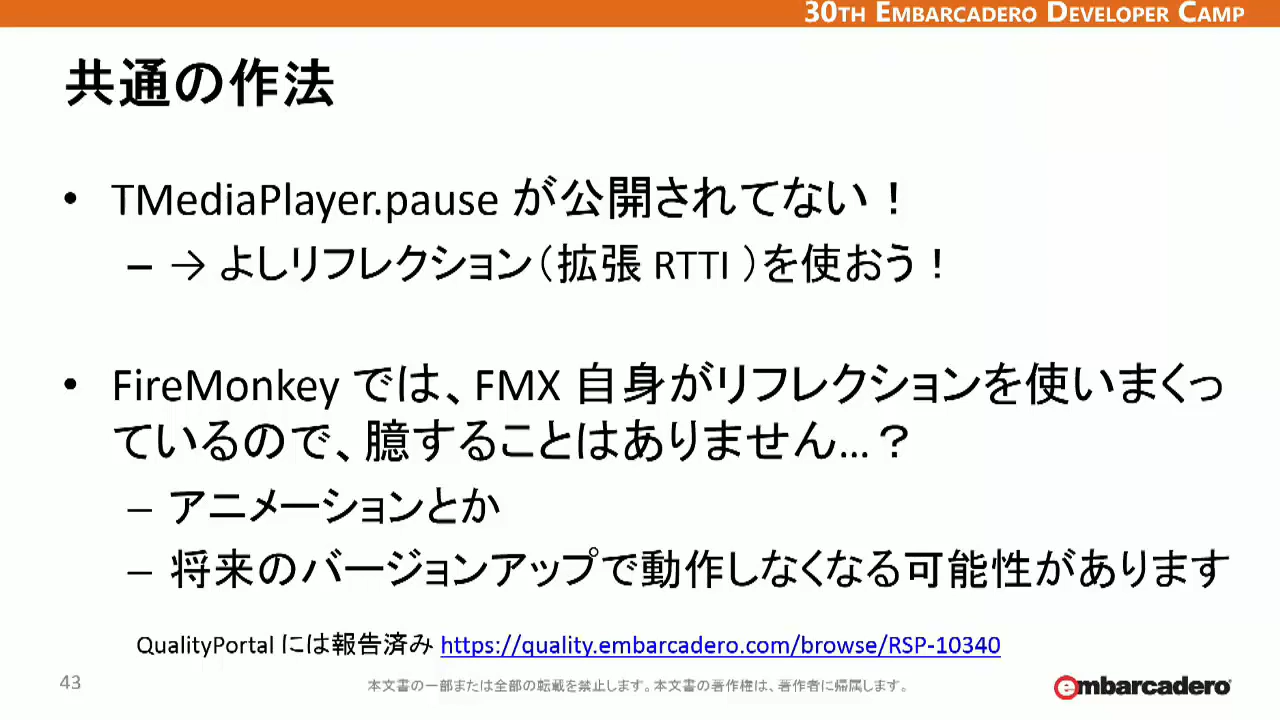 30TH EMBARCADERO DEVELOPER CAMP
共通の作法
• TMediaPlayer.pause が公開されてない！
– → よしリフレクション（拡張 RTTI ）を使おう！
• FireMonkey では、FMX 自身がリフレクションを使いまくっ
ているので、臆することはありません…？
– アニメーションとか
– 将来のバージョンアップで動作しなくなる可能性があります
QualityPortal には報告済み https://quality.embarcadero.com/browse/RSP-10340
43
本文書の一部または全部の転載を禁止します。本文書の著作権は、著作者に帰属します。
embarcadero